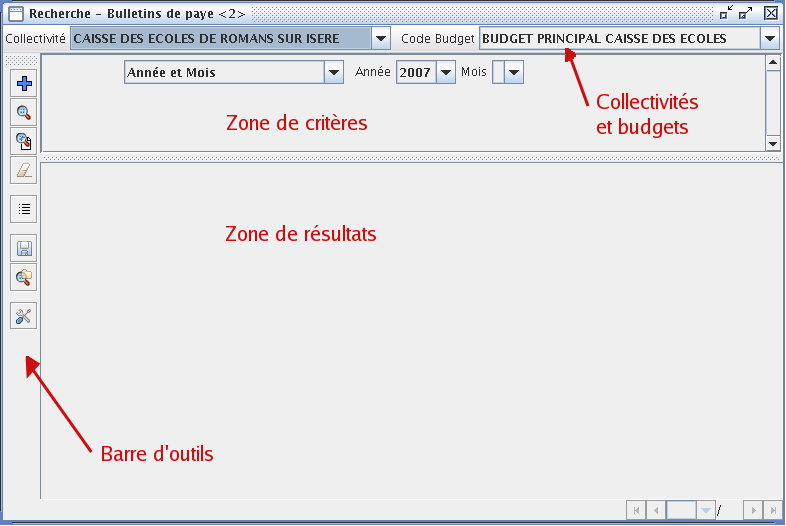 Recherche - Bulletins de paye <2>
Collectivité CAISSE DES ECOLES DE ROMANS SUR ISERE Code Budget BUDGET PRINCIPAL CAISSE DES ECOLES
Année et Mois Année 2007 Mois
Collectivités
et budgets
Zone de critères
Zone de résultats
Barre d'outils
/